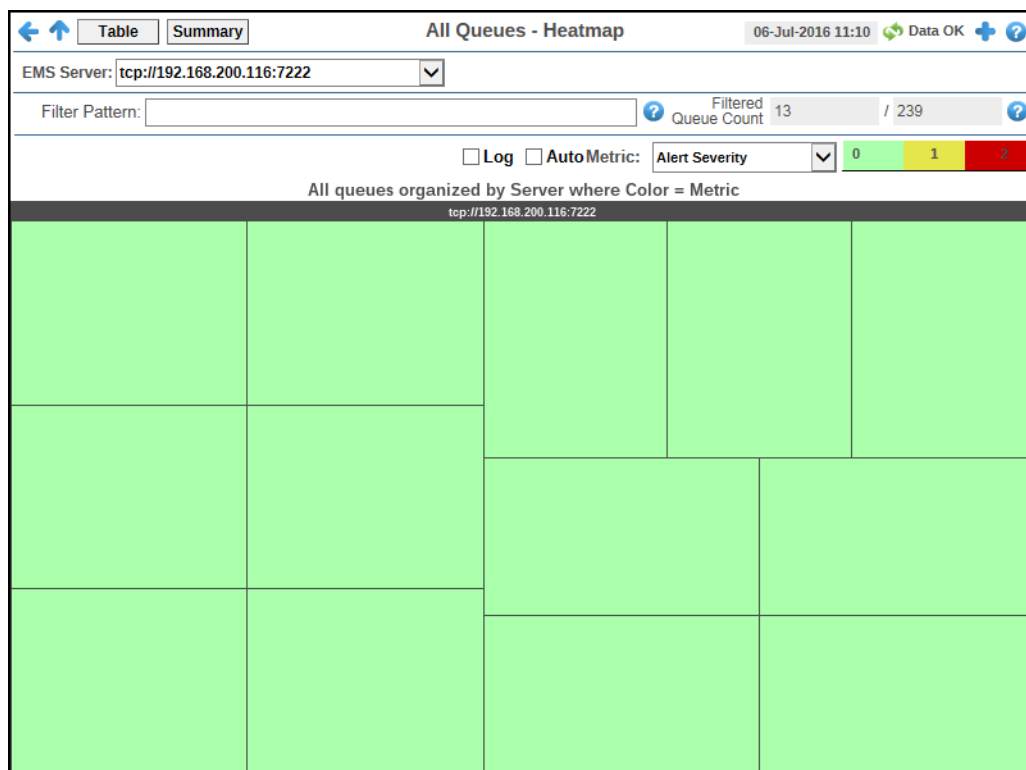 Table Summary All Queues - Heatmap 06-Jul-2016 11:10 Data OK ?
EMS Server: tcp://192.168.200.116:7222
Filter Pattern: ? Filtered Queue Count 13 / 239 ?
Log Auto Metric: Alert Severity 0 1 2
All queues organized by Server where Color = Metric
tcp://192.168.200.116:7222